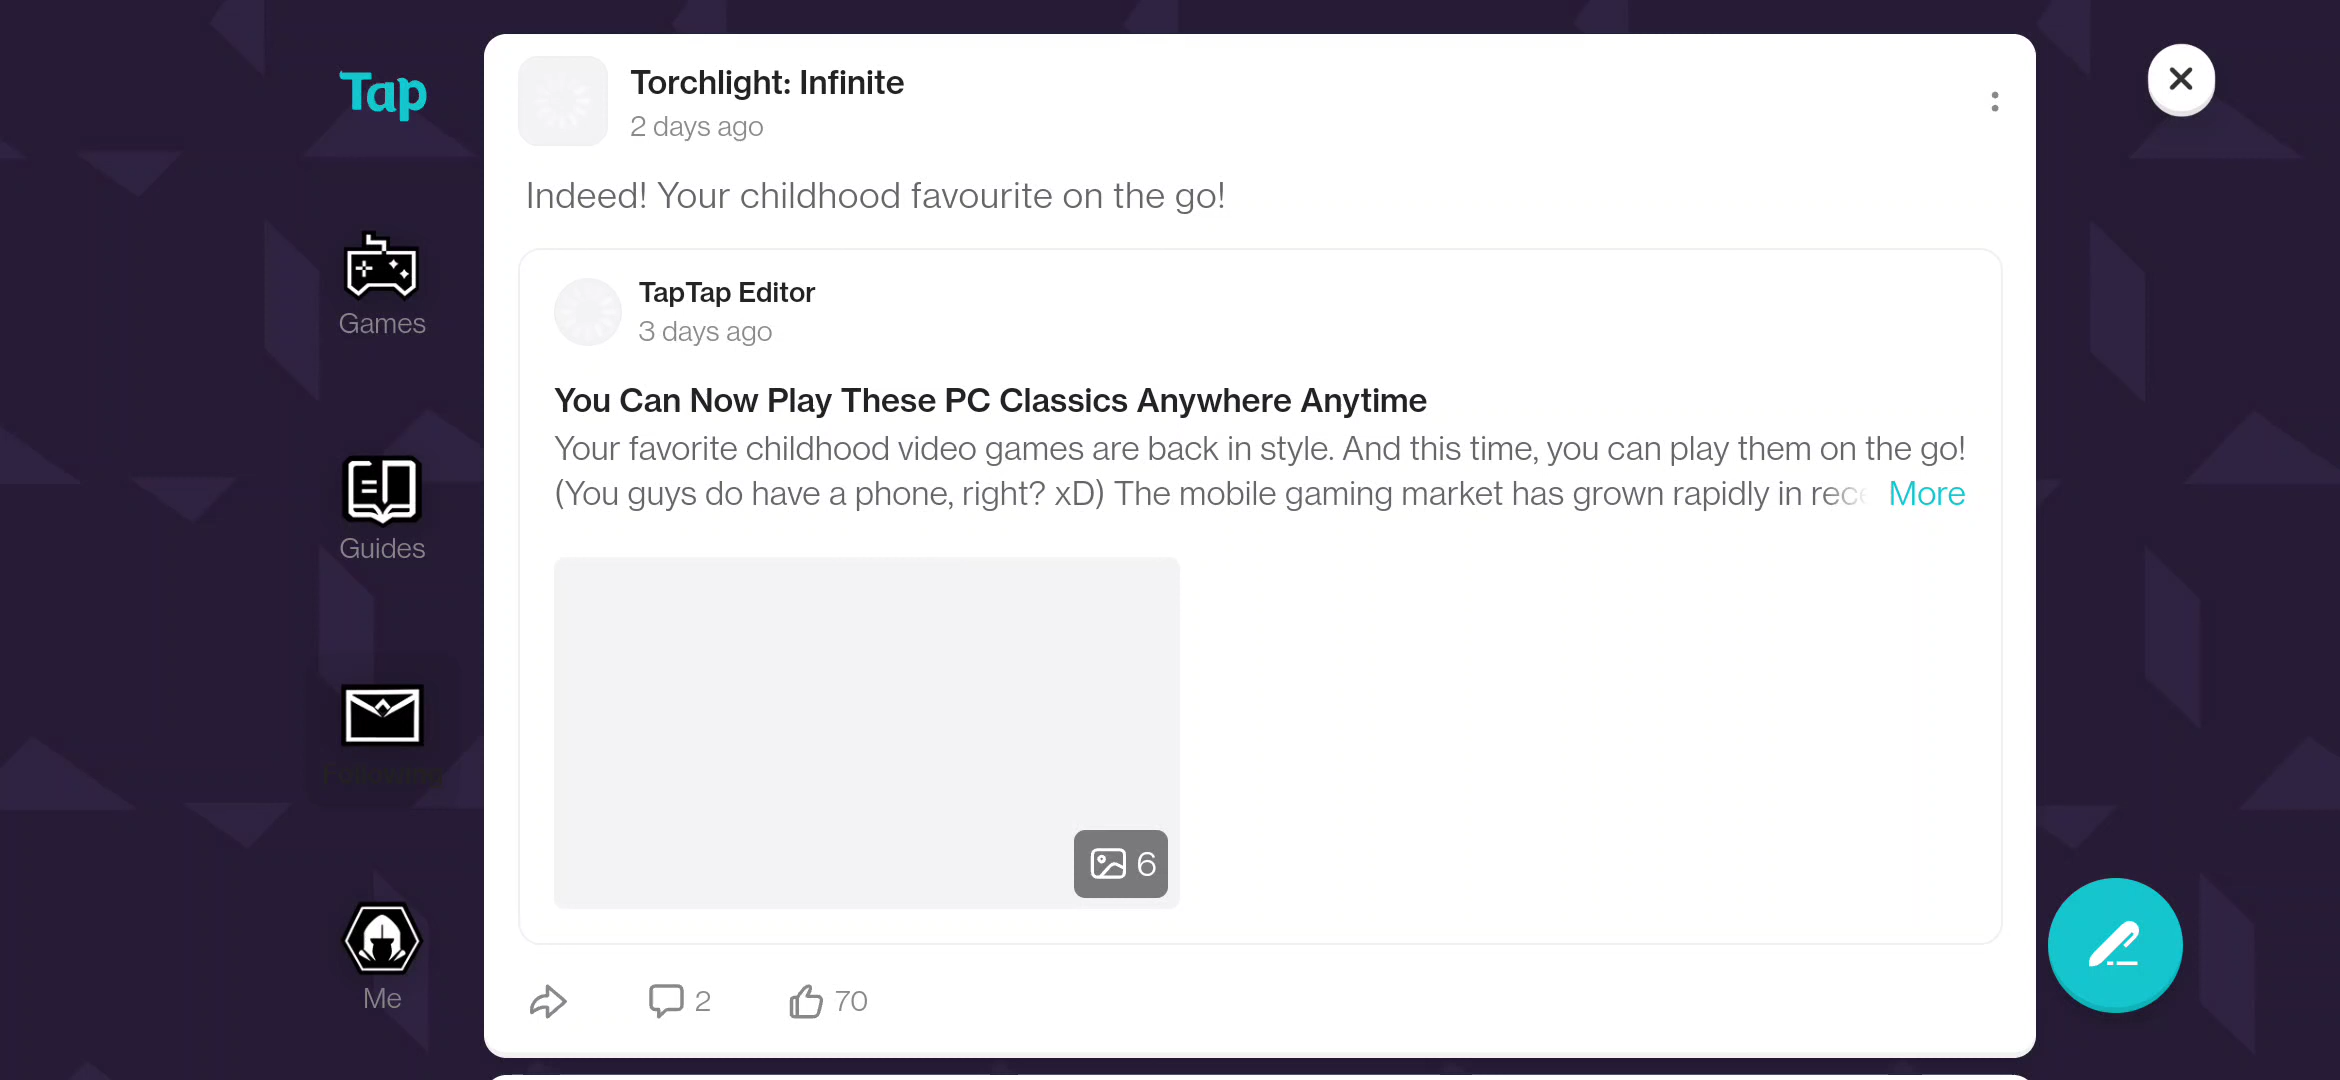 Tap
Games
Guides
Following
Me
Torchlight: Infinite
2 days ago
Indeed! Your childhood favourite on the go!
TapTap Editor
3 days ago
You Can Now Play These PC Classics Anywhere Anytime
Your favorite childhood video games are back in style. And this time, you can play them on the go!
(You guys do have a phone, right? xD) The mobile gaming market has grown rapidly in rece More
6
2
70